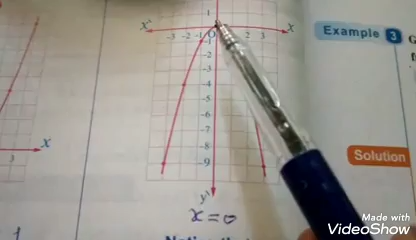 1
x' -3 -2 -1 0 2 3 x
-2
-3
-4
-5
-6
-7
-8
-9
y'
x = 0
x
Example 3
Solution
Made with
VideoShow